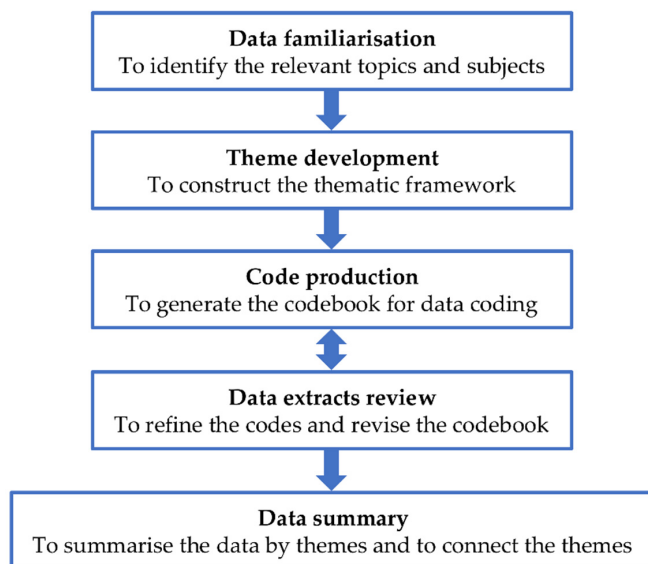 Data familiarisation
To identify the relevant topics and subjects
Theme development
To construct the thematic framework
Code production
To generate the codebook for data coding
Data extracts review
To refine the codes and revise the codebook
Data summary
To summarise the data by themes and to connect the themes